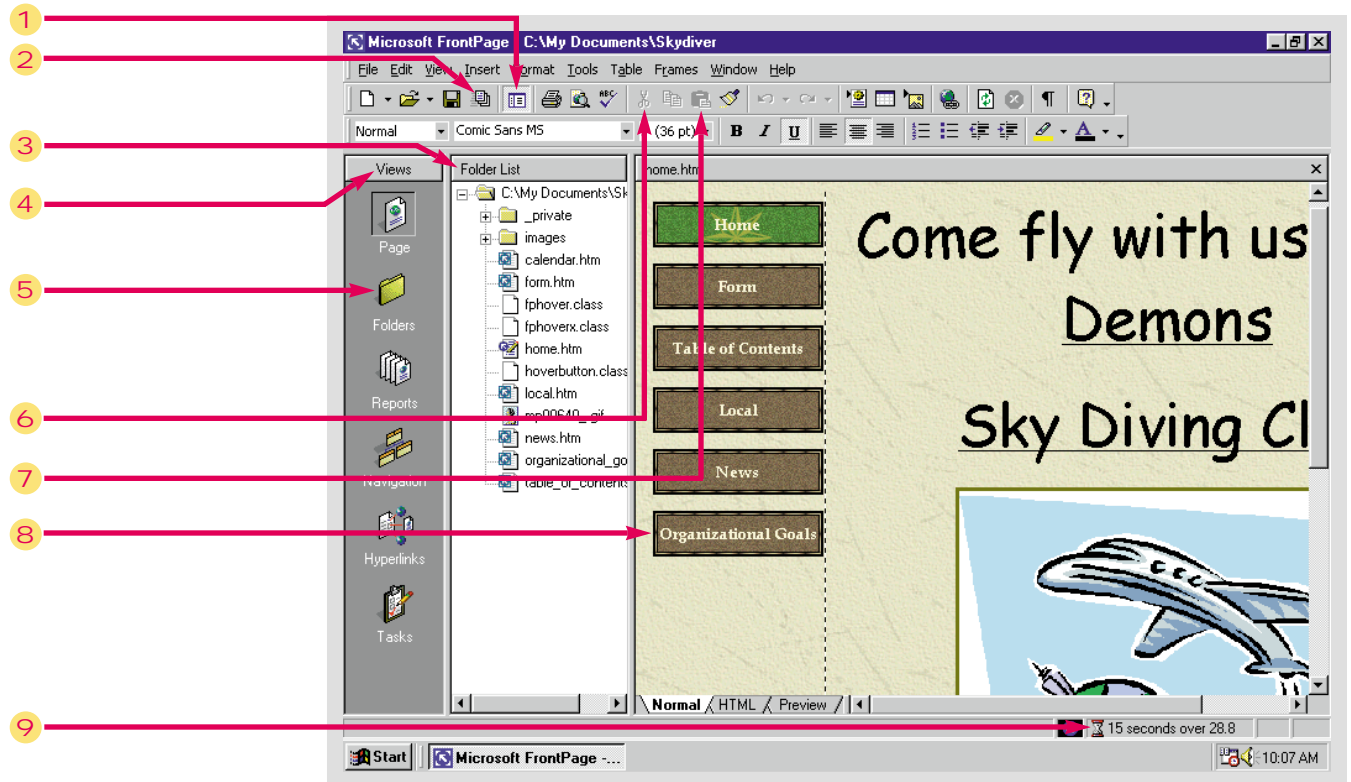 1
2
3
4
5
6
7
8
9
Microsoft FrontPage C:\My Documents\Skydiver
File Edit View Insert Format Tools Table Frames Window Help
ABC
Normal Comic Sans MS (36 pt) B I U A
Views
Folder List
home.htm
Page
Folders
Reports
Navigation
Hyperlinks
Tasks
C:\My Documents\Sk
_private
images
calendar.htm
form.htm
fphover.class
fphoverx.class
home.htm
hoverbutton.class
local.htm
mp00640_.gif
news.htm
organizational_go
table_of_contents
Home
Form
Table of Contents
Local
News
Organizational Goals
Come fly with us
Demons
Sky Diving Cl
Normal HTML Preview
15 seconds over 28.8
Start Microsoft FrontPage -... 10:07 AM